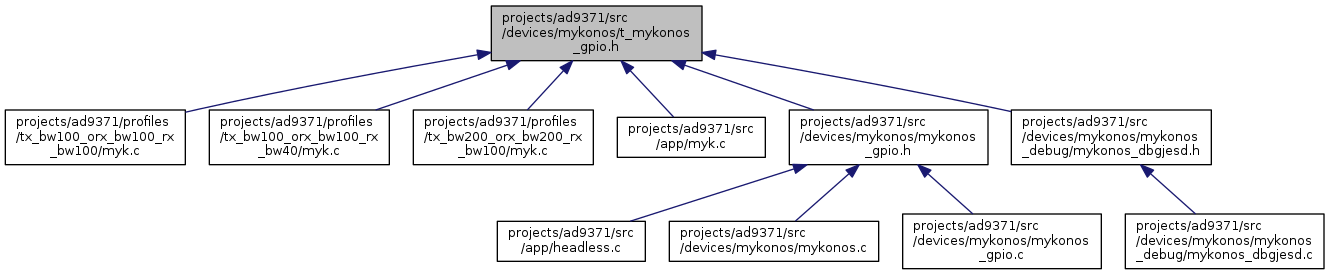 projects/ad9371/src
/devices/mykonos/t_mykonos
_gpio.h
projects/ad9371/profiles
/tx_bw100_orx_bw100_rx
_bw100/myk.c
projects/ad9371/profiles
/tx_bw100_orx_bw100_rx
_bw40/myk.c
projects/ad9371/profiles
/tx_bw200_orx_bw200_rx
_bw100/myk.c
projects/ad9371/src
/app/myk.c
projects/ad9371/src
/devices/mykonos/mykonos
_gpio.h
projects/ad9371/src
/devices/mykonos/mykonos
_debug/mykonos_dbgjesd.h
projects/ad9371/src
/app/headless.c
projects/ad9371/src
/devices/mykonos/mykonos.c
projects/ad9371/src
/devices/mykonos/mykonos
_gpio.c
projects/ad9371/src
/devices/mykonos/mykonos
_debug/mykonos_dbgjesd.c